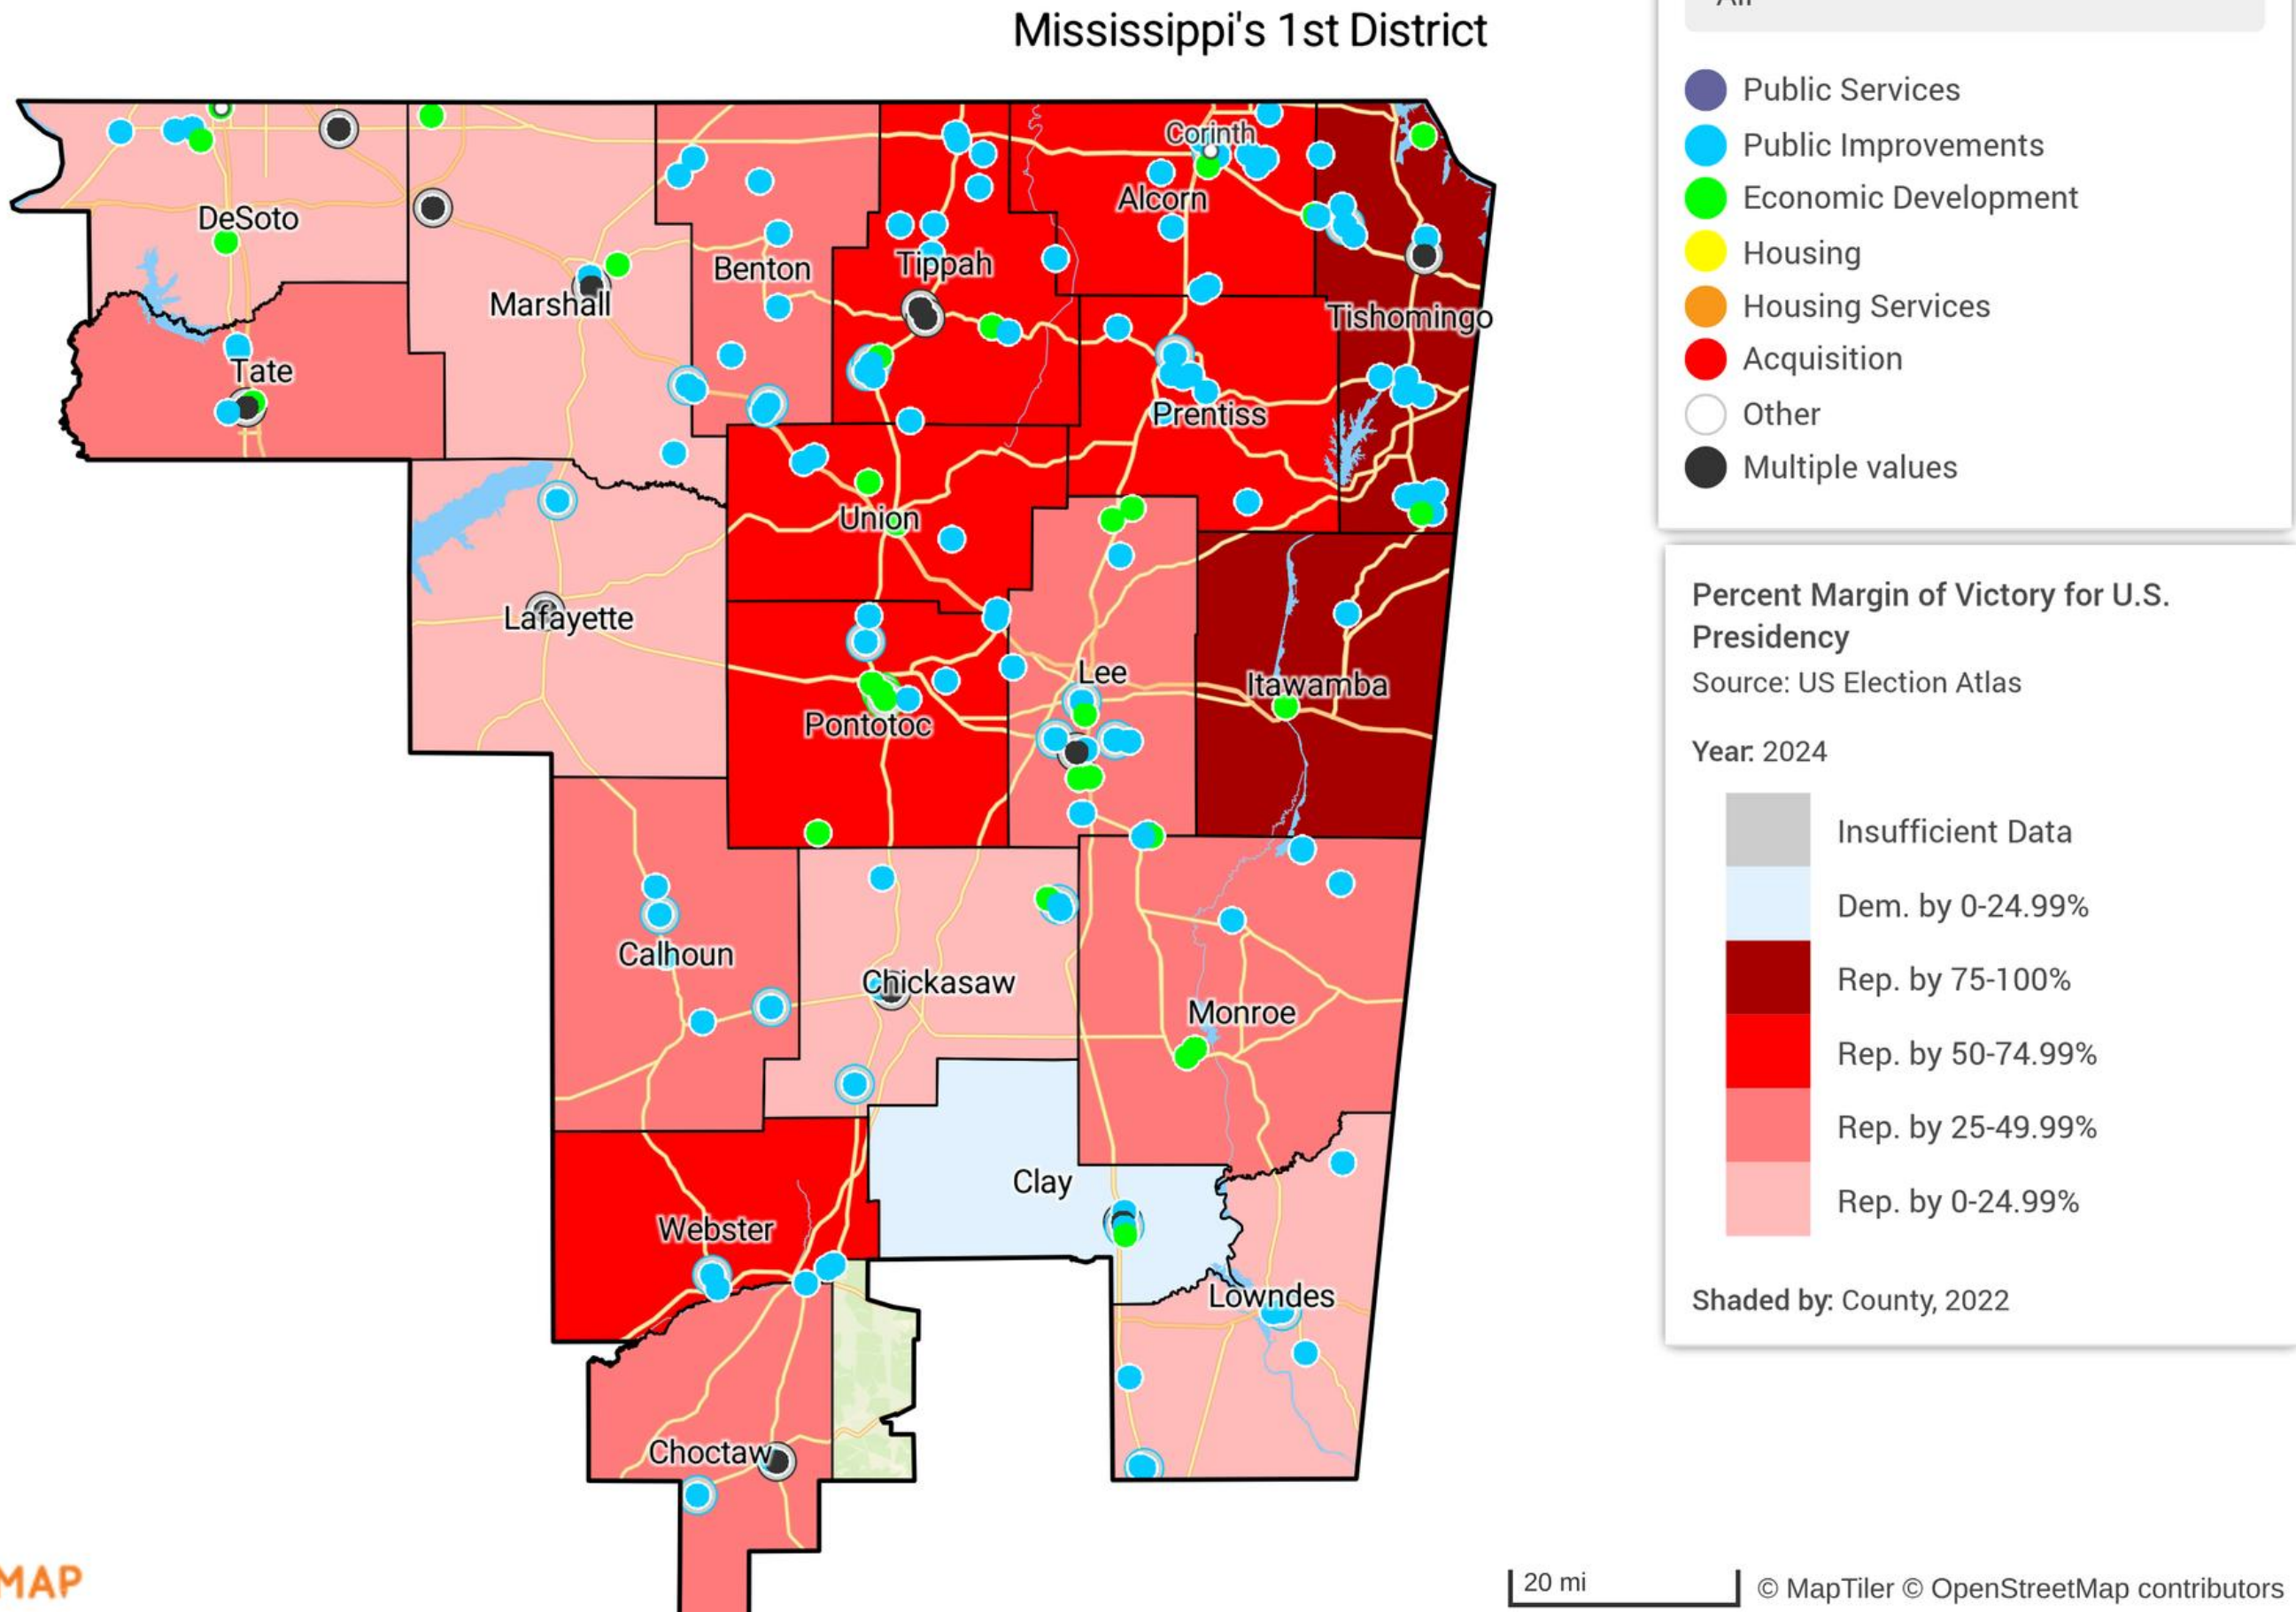 Mississippi's 1st District
Public Services
Public Improvements
Economic Development
Housing
Housing Services
Acquisition
Other
Multiple values
Percent Margin of Victory for U.S.
Presidency
Source: US Election Atlas
Year: 2024
Insufficient Data
Dem. by 0-24.99%
Rep. by 75-100%
Rep. by 50-74.99%
Rep. by 25-49.99%
Rep. by 0-24.99%
Shaded by: County, 2022
Corinth
Alcorn
DeSoto
Benton
Tippah
Marshall
Tishomingo
Tate
Prentiss
Union
Lafayette
Lee
Itawamba
Pontotoc
Calhoun
Chickasaw
Monroe
Clay
Webster
Lowndes
Choctaw
MAP
20 mi
© MapTiler © OpenStreetMap contributors